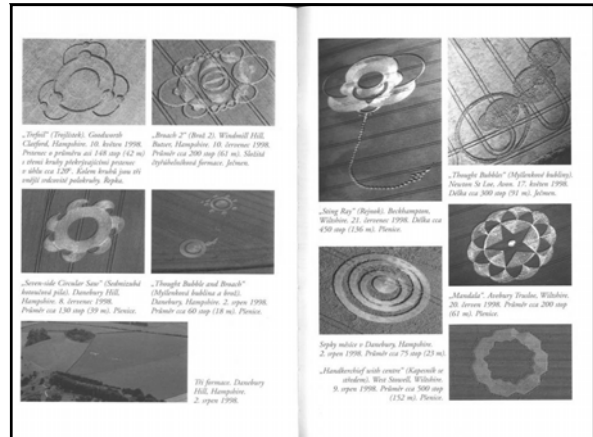 „Trefoil" (Trojlístek). Goodworth
Clatford, Hampshire. 10. květen 1998.
Prstenec o průměru asi 148 stop (42 m)
s třemi kruhy překrývajícími prstenec
v úhlu cca 120°. Kolem kruhů jsou tři
vnější srdcovité polokruhy. Řepka.
„Broach 2" (Brož 2). Windmill Hill,
Butser, Hampshire. 10. červenec 1998.
Průměr cca 200 stop (61 m). Složitá
čtyřúhelníková formace. Ječmen.
„Seven-side Circular Saw" (Sedmizubá
kotoučová pila). Danebury Hill,
Hampshire. 8. červenec 1998.
Průměr cca 130 stop (39 m). Pšenice.
„Thought Bubble and Broach"
(Myšlenková bublina a brož).
Danebury, Hampshire. 2. srpen 1998.
Průměr cca 60 stop (18 m). Pšenice.
Tři formace. Danebury
Hill, Hampshire.
2. srpen 1998.
„Sting Ray" (Rejnok). Beckhampton,
Wiltshire. 21. červenec 1998. Délka cca
450 stop (136 m). Pšenice.
Srpky měsíce v Danebury, Hampshire.
2. srpen 1998. Průměr cca 75 stop (23 m).
„Handkerchief with centre" (Kapesník se
středem). West Stowell, Wiltshire.
9. srpen 1998. Průměr cca 500 stop
(152 m). Pšenice.
„Thought Bubbles" (Myšlenkové bubliny).
Newton St Loe, Avon. 17. květen 1998.
Délka cca 300 stop (91 m). Ječmen.
„Mandala". Avebury Trusloe, Wiltshire.
20. červen 1998. Průměr cca 200 stop
(61 m). Pšenice.